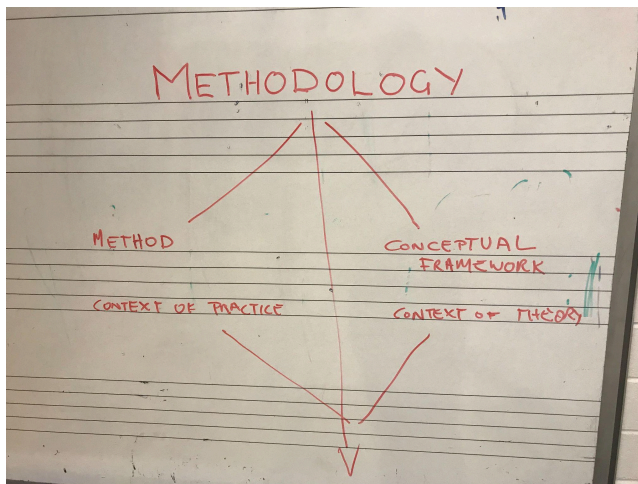 METHODOLOGY
METHOD
CONCEPTUAL
FRAMEWORK
CONTEXT OF PRACTICE
CONTEXT OF THEORY